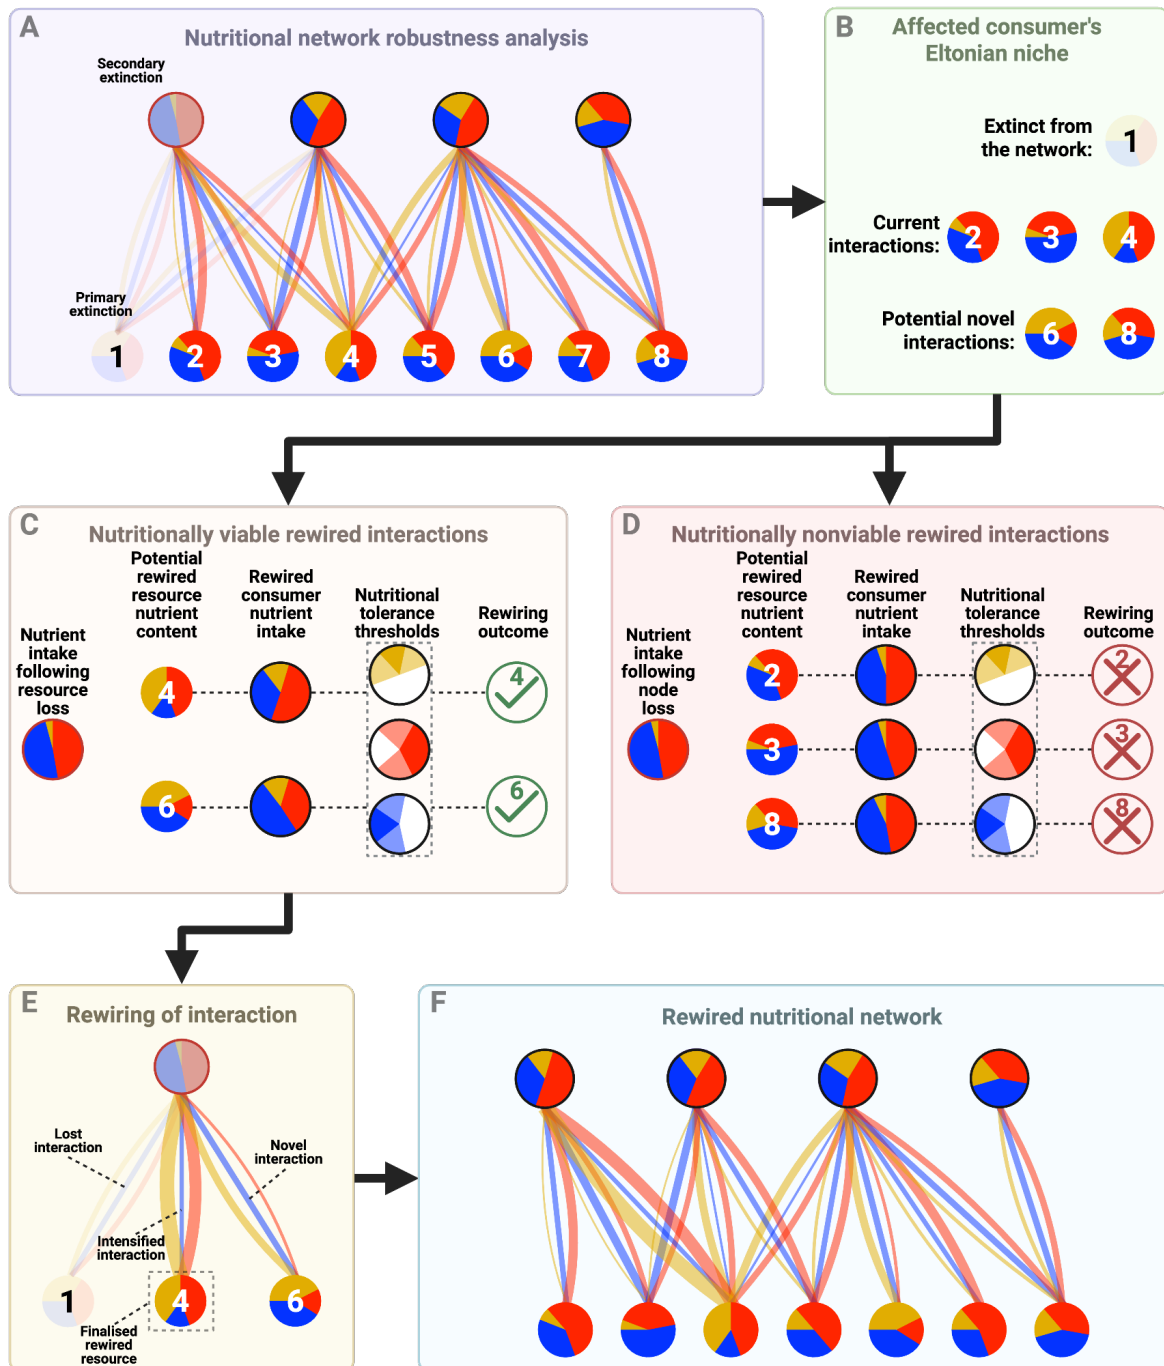 A
Nutritional network robustness analysis
Secondary
extinction
Primary
extinction
1
2
3
4
5
6
7
8
B
Affected consumer's
Eltonian niche
Extinct from
the network:
1
Current
interactions:
2
3
4
Potential novel
interactions:
6
8
C
Nutritionally viable rewired interactions
Nutrient
intake
following
resource
loss
Potential
rewired
resource
nutrient
content
Rewired
consumer
nutrient
intake
Nutritional
tolerance
thresholds
Rewiring
outcome
4
4
6
6
D
Nutritionally nonviable rewired interactions
Nutrient
intake
following
node
loss
Potential
rewired
resource
nutrient
content
Rewired
consumer
nutrient
intake
Nutritional
tolerance
thresholds
Rewiring
outcome
2
2
3
3
8
8
E
Rewiring of interaction
Lost
interaction
Novel
interaction
Intensified
interaction
1
4
6
Finalised
rewired
resource
F
Rewired nutritional network